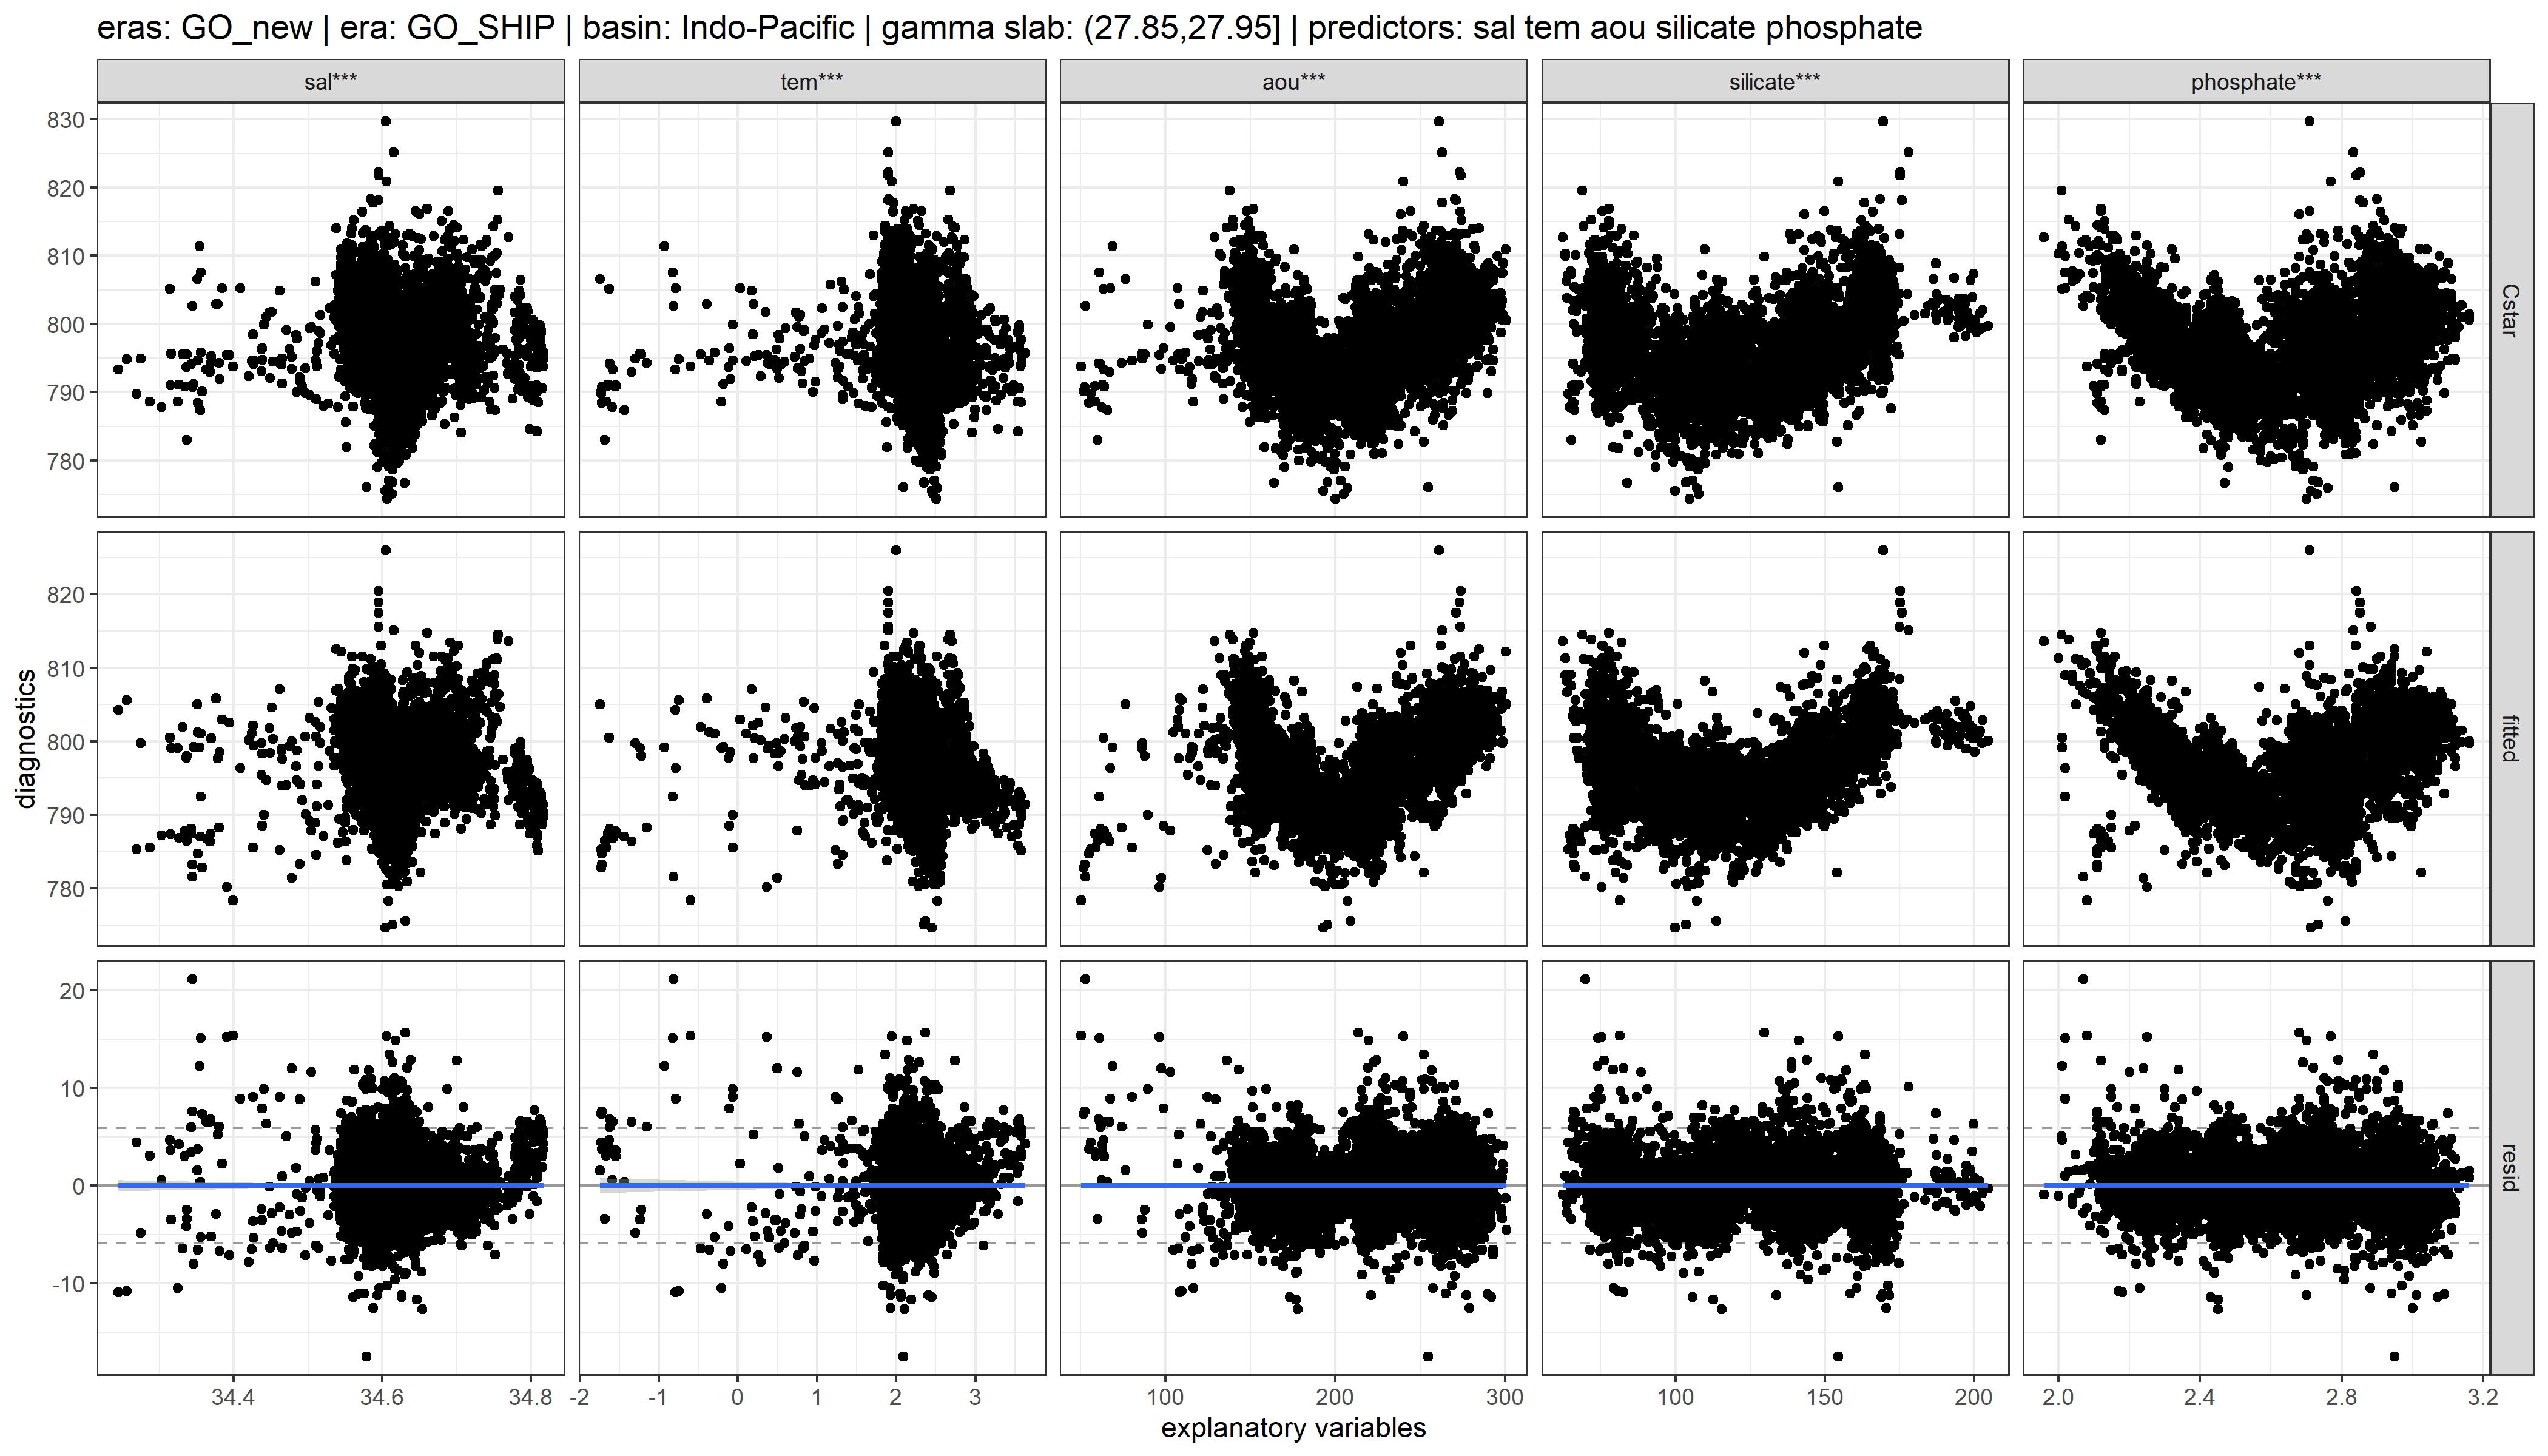 eras: GO_new | era: GO_SHIP | basin: Indo-Pacific | gamma slab: (27.85,27.95] | predictors: sal tem aou silicate phosphate
sal*** tem*** aou*** silicate*** phosphate***
830
820
810
800
790
780
Cstar
820
810
800
790
780
fitted
diagnostics
20
10
0
-10
resid
34.4 34.6 34.8 -2 -1 0 1 2 3 100 200 300 100 150 200 2.0 2.4 2.8 3.2
explanatory variables